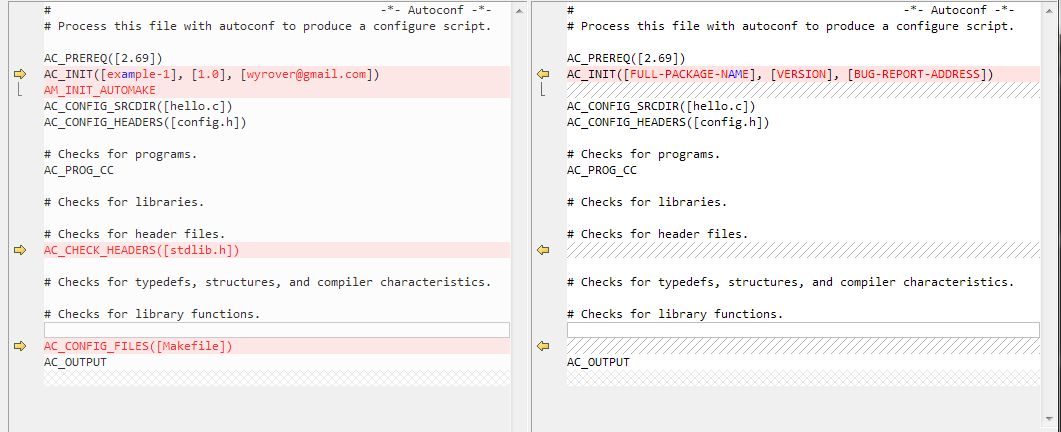 # -*- Autoconf -*-
# Process this file with autoconf to produce a configure script.
AC_PREREQ([2.69])
AC_INIT([example-1], [1.0], [wyrover@gmail.com])
AM_INIT_AUTOMAKE
AC_CONFIG_SRCDIR([hello.c])
AC_CONFIG_HEADERS([config.h])
# Checks for programs.
AC_PROG_CC
# Checks for libraries.
# Checks for header files.
AC_CHECK_HEADERS([stdlib.h])
# Checks for typedefs, structures, and compiler characteristics.
# Checks for library functions.
AC_CONFIG_FILES([Makefile])
AC_OUTPUT
# -*- Autoconf -*-
# Process this file with autoconf to produce a configure script.
AC_PREREQ([2.69])
AC_INIT([FULL-PACKAGE-NAME], [VERSION], [BUG-REPORT-ADDRESS])
AC_CONFIG_SRCDIR([hello.c])
AC_CONFIG_HEADERS([config.h])
# Checks for programs.
AC_PROG_CC
# Checks for libraries.
# Checks for header files.
# Checks for typedefs, structures, and compiler characteristics.
# Checks for library functions.
AC_OUTPUT